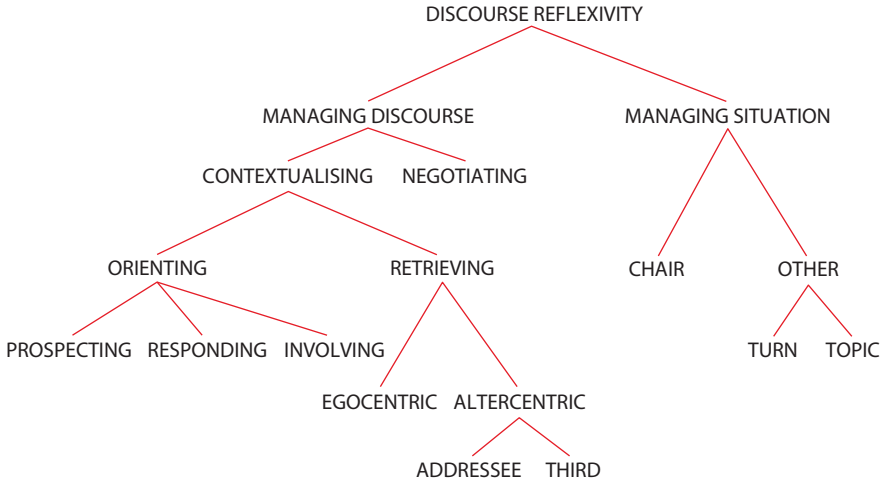 DISCOURSE REFLEXIVITY
MANAGING DISCOURSE MANAGING SITUATION
CONTEXTUALISING NEGOTIATING
ORIENTING RETRIEVING CHAIR OTHER
PROSPECTING RESPONDING INVOLVING TURN TOPIC
EGOCENTRIC ALTERCENTRIC
ADDRESSEE THIRD